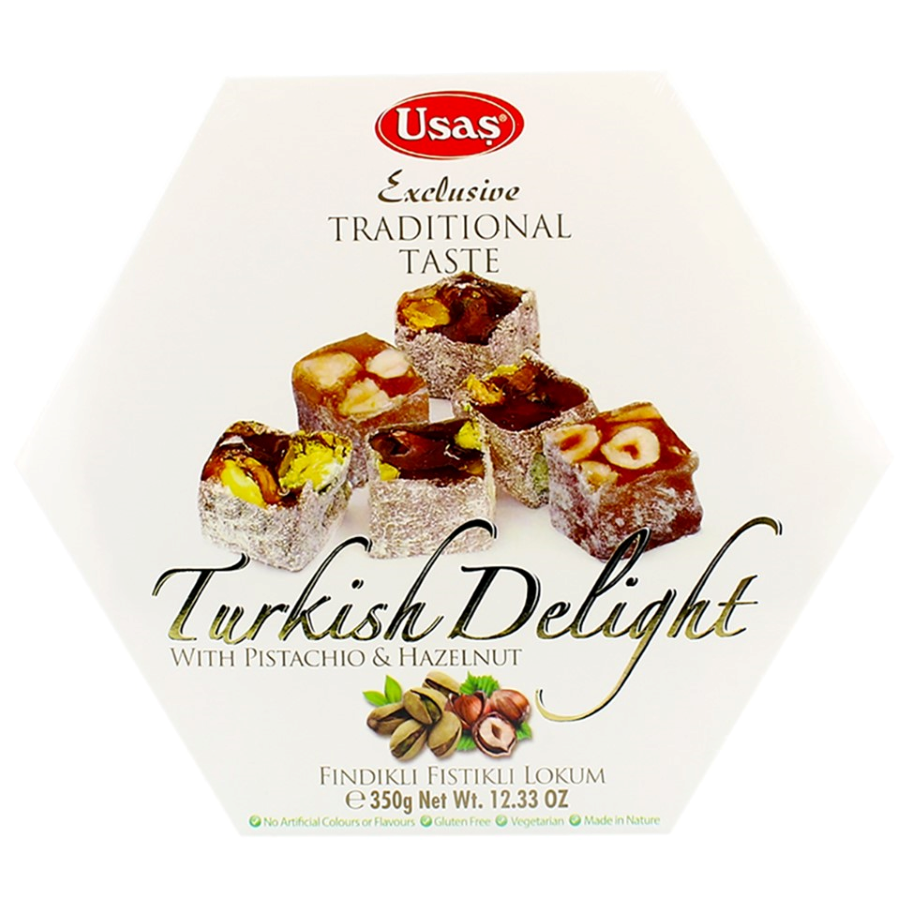 Usaş®
Exclusive
TRADITIONAL
TASTE
Turkish Delight
WITH PISTACHIO & HAZELNUT
FINDIKLI FISTIKLI LOKUM
℮ 350g Net Wt. 12.33 OZ
No Artificial Colours or Flavours Gluten Free Vegetarian Made in Nature